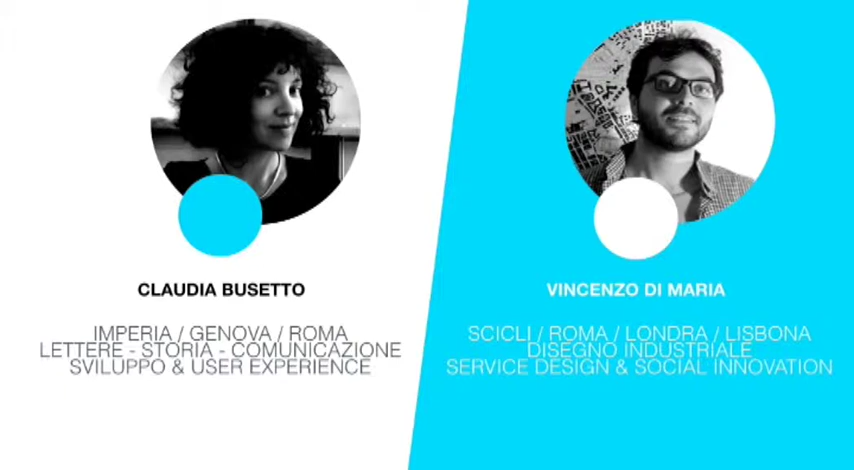 CLAUDIA BUSETTO
IMPERIA / GENOVA / ROMA
LETTERE - STORIA - COMUNICAZIONE
SVILUPPO & USER EXPERIENCE
VINCENZO DI MARIA
SCICLI / ROMA / LONDRA / LISBONA
DISEGNO INDUSTRIALE
SERVICE DESIGN & SOCIAL INNOVATION